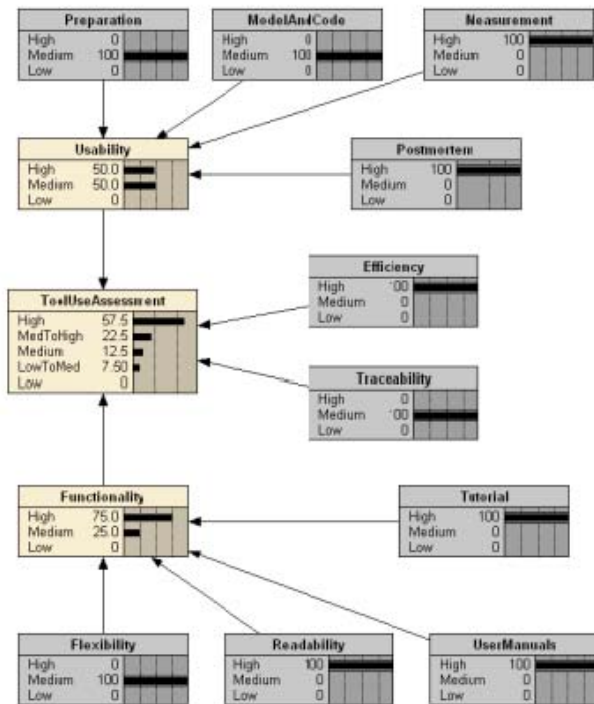 Preparation
High 0
Medium 100
Low 0
ModelAndCode
High 0
Medium 100
Low 0
Neasurement
High 100
Medium 0
Low 0
Usability
High 50.0
Medium 50.0
Low 0
Postmortem
High 100
Medium 0
Low 0
Efficiency
High 100
Medium 0
Low 0
ToolUseAssessment
High 57.5
MedToHigh 22.5
Medium 12.5
LowToMed 7.50
Low 0
Traceability
High 0
Medium 100
Low 0
Functionality
High 75.0
Medium 25.0
Low 0
Tutorial
High 100
Medium 0
Low 0
Flexibility
High 0
Medium 100
Low 0
Readability
High 100
Medium 0
Low 0
UserManuals
High 100
Medium 0
Low 0